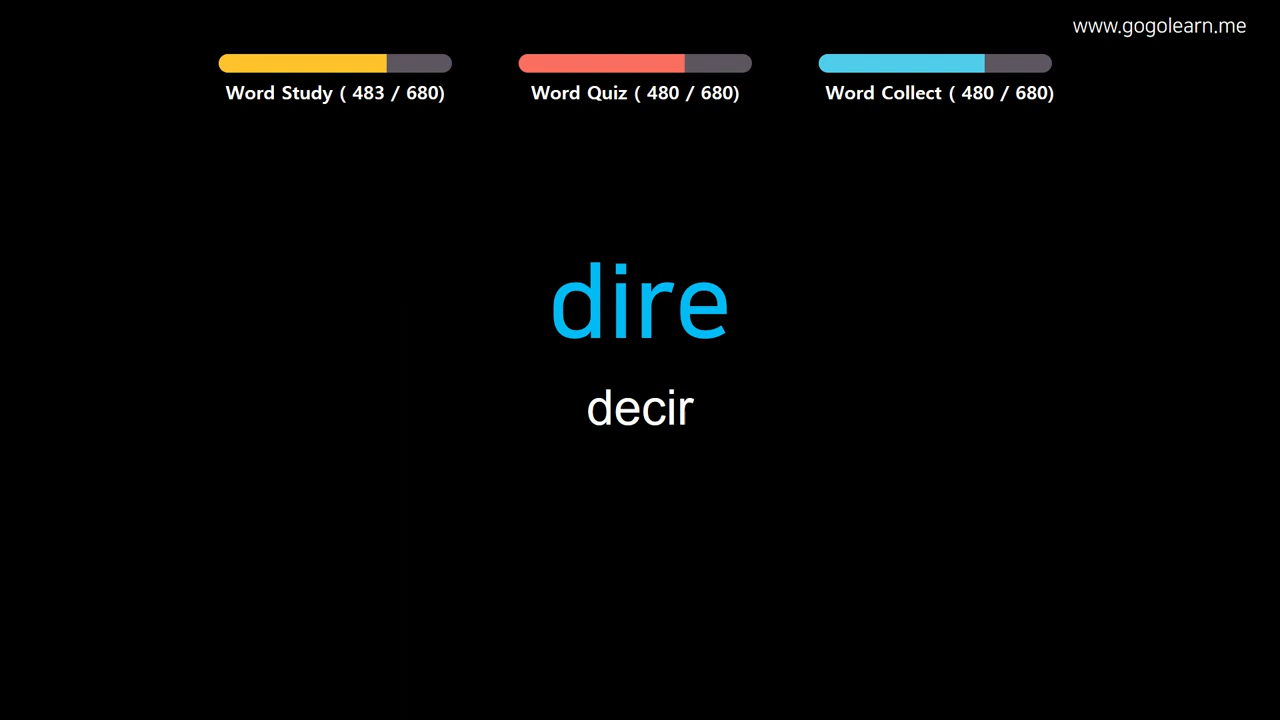 www.gogolearn.me
Word Study ( 483 / 680)
Word Quiz ( 480 / 680)
Word Collect ( 480 / 680)
dire
decir